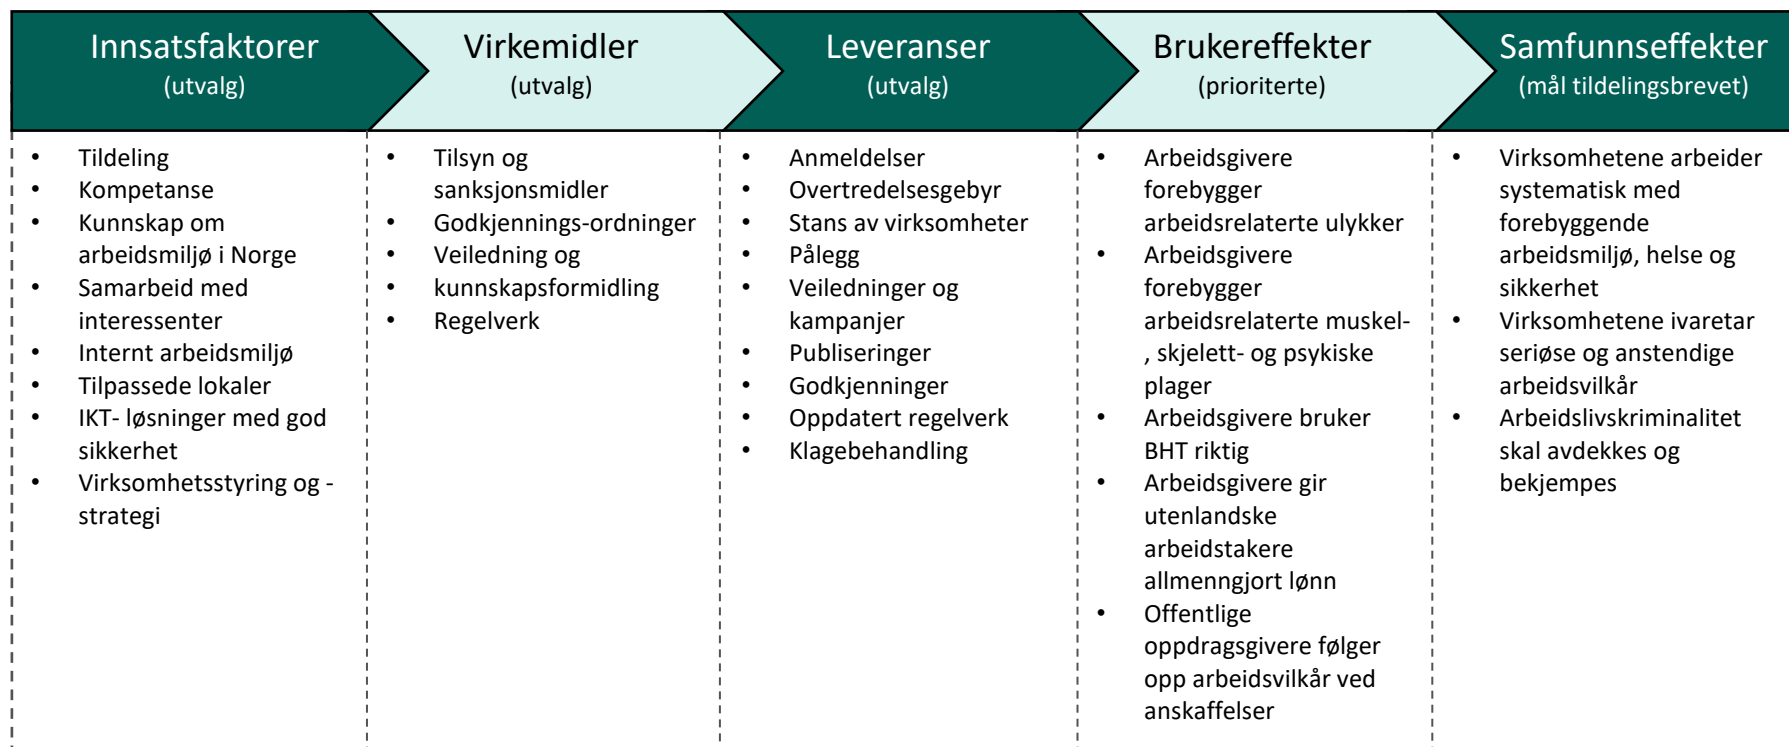 Innsatsfaktorer
(utvalg)
• Tildeling
• Kompetanse
• Kunnskap om
arbeidsmiljø i Norge
• Samarbeid med
interessenter
• Internt arbeidsmiljø
• Tilpassede lokaler
• IKT- løsninger med god
sikkerhet
• Virksomhetsstyring og -
strategi
Virkemidler
(utvalg)
• Tilsyn og
sanksjonsmidler
• Godkjennings-ordninger
• Veiledning og
• kunnskapsformidling
• Regelverk
Leveranser
(utvalg)
• Anmeldelser
• Overtredelsesgebyr
• Stans av virksomheter
• Pålegg
• Veiledninger og
kampanjer
• Publiseringer
• Godkjenninger
• Oppdatert regelverk
• Klagebehandling
Brukereffekter
(prioriterte)
• Arbeidsgivere
forebygger
arbeidsrelaterte ulykker
• Arbeidsgivere
forebygger
arbeidsrelaterte muskel-
, skjelett- og psykiske
plager
• Arbeidsgivere bruker
BHT riktig
• Arbeidsgivere gir
utenlandske
arbeidstakere
allmenngjort lønn
• Offentlige
oppdragsgivere følger
opp arbeidsvilkår ved
anskaffelser
Samfunnseffekter
(mål tildelingsbrevet)
• Virksomhetene arbeider
systematisk med
forebyggende
arbeidsmiljø, helse og
sikkerhet
• Virksomhetene ivaretar
seriøse og anstendige
arbeidsvilkår
• Arbeidslivskriminalitet
skal avdekkes og
bekjempes